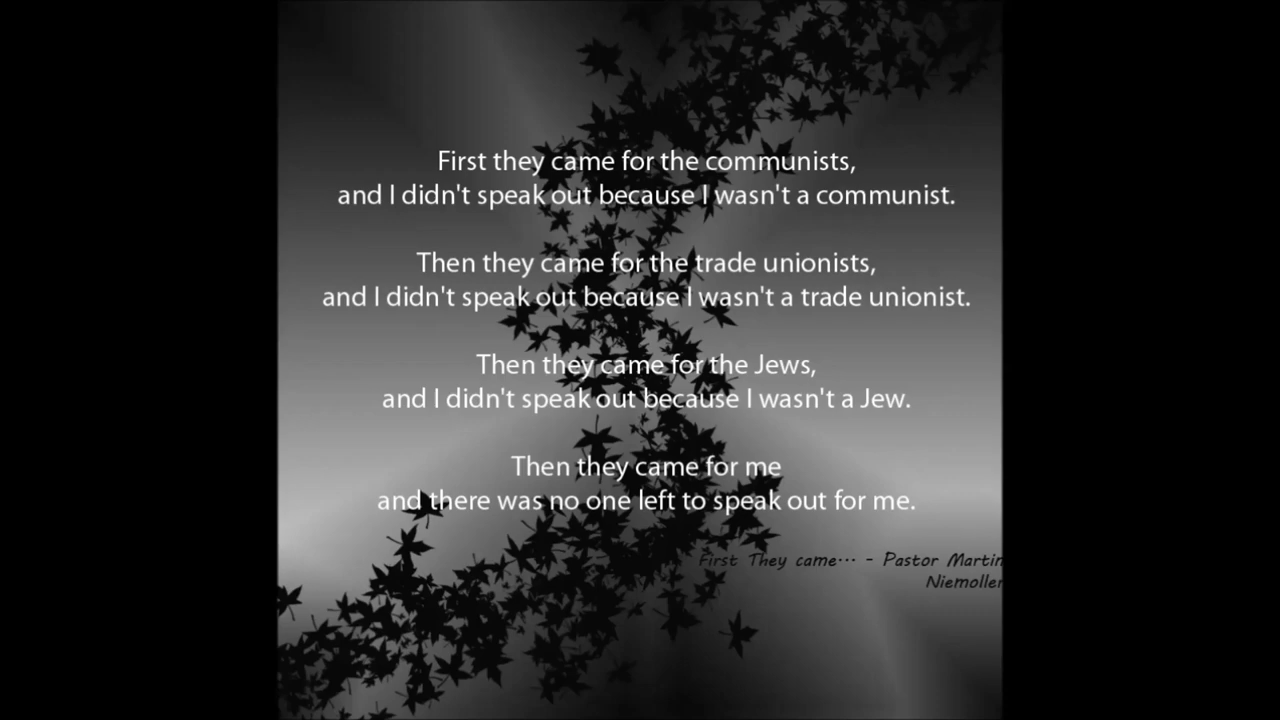 First they came for the communists,
and I didn't speak out because I wasn't a communist.
Then they came for the trade unionists,
and I didn't speak out because I wasn't a trade unionist.
Then they came for the Jews,
and I didn't speak out because I wasn't a Jew.
Then they came for me
and there was no one left to speak out for me.
First They came... - Pastor Martin
Niemoller